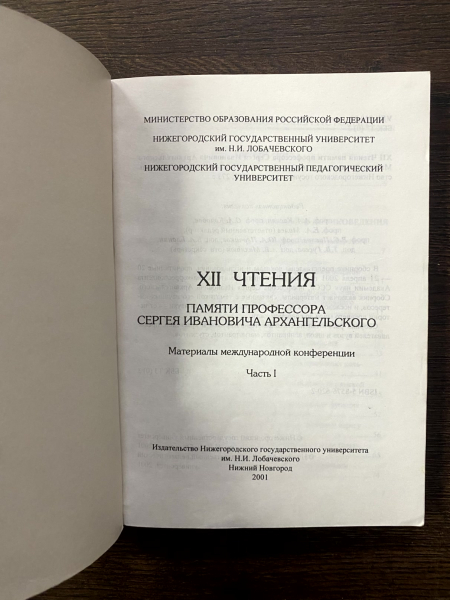 МИНИСТЕРСТВО ОБРАЗОВАНИЯ РОССИЙСКОЙ ФЕДЕРАЦИИ
НИЖЕГОРОДСКИЙ ГОСУДАРСТВЕННЫЙ УНИВЕРСИТЕТ
им. Н.И. ЛОБАЧЕВСКОГО
НИЖЕГОРОДСКИЙ ГОСУДАРСТВЕННЫЙ ПЕДАГОГИЧЕСКИЙ
УНИВЕРСИТЕТ
XII ЧТЕНИЯ
ПАМЯТИ ПРОФЕССОРА
СЕРГЕЯ ИВАНОВИЧА АРХАНГЕЛЬСКОГО
Материалы международной конференции
Часть I
Издательство Нижегородского государственного университета
им. Н.И. Лобачевского
Нижний Новгород
2001